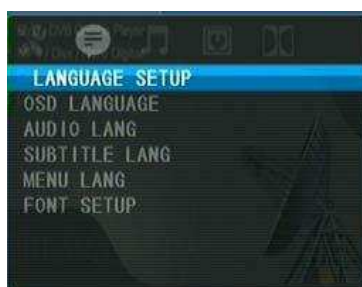 LANGUAGE SETUP
OSD LANGUAGE
AUDIO LANG
SUBTITLE LANG
MENU LANG
FONT SETUP